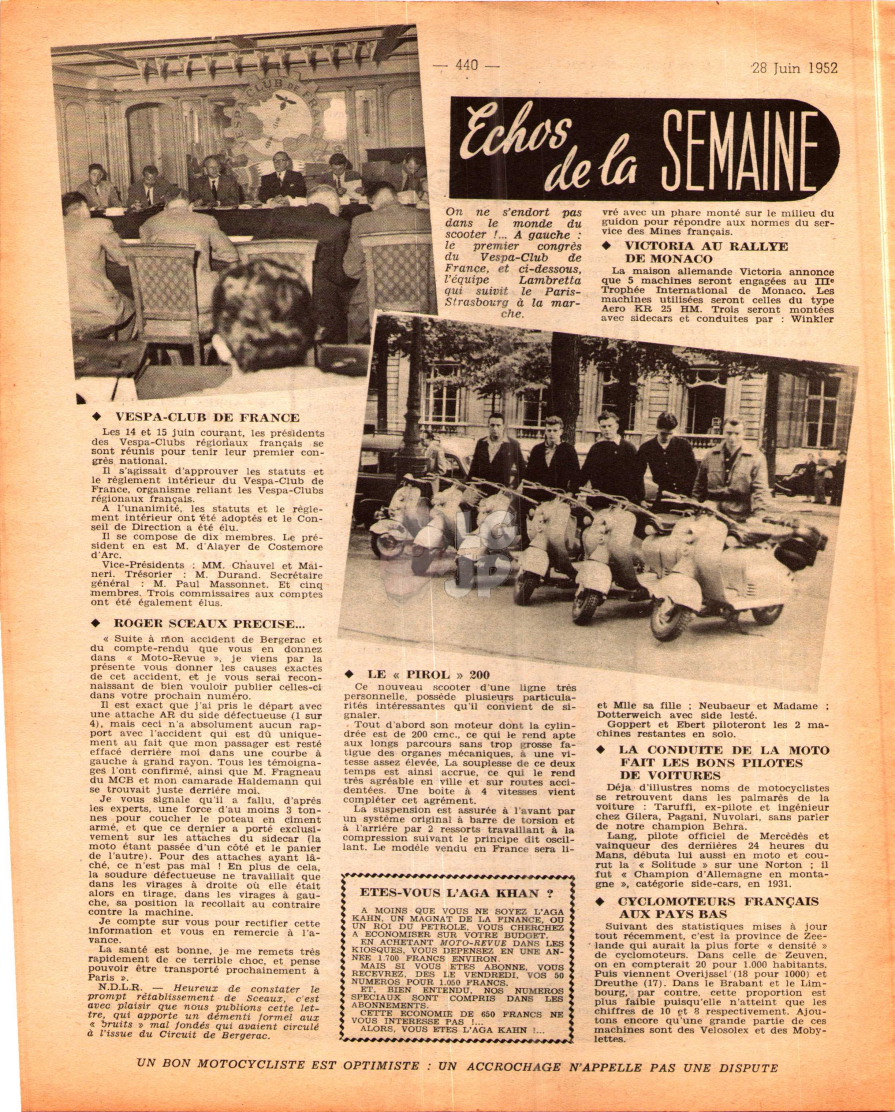 — 440 —
28 Juin 1952
VESPA CLUB DE FRANCE
Echos
de la SEMAINE
On ne s'endort pas
dans le monde du
scooter !... A gauche :
le premier congrès
du Vespa-Club de
France, et ci-dessous,
l'équipe Lambretta
qui suivit le Paris-
Strasbourg à la mar-
che.
◆ VESPA-CLUB DE FRANCE
Les 14 et 15 juin courant, les présidents
des Vespa-Clubs régionaux français se
sont réunis pour tenir leur premier con-
grès national.
Il s'agissait d'approuver les statuts et
le règlement intérieur du Vespa-Club de
France, organisme reliant les Vespa-Clubs
régionaux français.
A l'unanimité, les statuts et le règle-
ment intérieur ont été adoptés et le Con-
seil de Direction a été élu.
Il se compose de dix membres. Le pré-
sident en est M. d'Alayer de Costemore
d'Arc.
Vice-Présidents : MM. Chauvel et Mai-
neri. Trésorier : M. Durand. Secrétaire
général : M. Paul Massonnet. Et cinq
membres. Trois commissaires aux comptes
ont été également élus.
◆ ROGER SCEAUX PRECISE...
« Suite à mon accident de Bergerac et
du compte-rendu que vous en donnez
dans « Moto-Revue », je viens par la
présente vous donner les causes exactes
de cet accident, et je vous serai recon-
naissant de bien vouloir publier celles-ci
dans votre prochain numéro.
Il est exact que j'ai pris le départ avec
une attache AR du side défectueuse (1 sur
4), mais ceci n'a absolument aucun rap-
port avec l'accident qui est dû unique-
ment au fait que mon passager est resté
effacé derrière moi dans une courbe à
gauche à grand rayon. Tous les témoigna-
ges l'ont confirmé, ainsi que M. Fragneau
du MCB et mon camarade Haldemann qui
se trouvait juste derrière moi.
Je vous signale qu'il a fallu, d'après
les experts, une force d'au moins 3 ton-
nes pour coucher le poteau en ciment
armé, et que ce dernier a porté exclusi-
vement sur les attaches du sidecar (la
moto étant passée d'un côté et le panier
de l'autre). Pour des attaches ayant lâ-
ché, ce n'est pas mal ! En plus de cela,
la soudure défectueuse ne travaillait que
dans les virages à droite où elle était
alors en tirage, dans les virages à gau-
che, sa position la recollait au contraire
contre la machine.
Je compte sur vous pour rectifier cette
information et vous en remercie à l'a-
vance.
La santé est bonne, je me remets très
rapidement de ce terrible choc, et pense
pouvoir être transporté prochainement à
Paris ».
N.D.L.R. — Heureux de constater le
prompt rétablissement de Sceaux, c'est
avec plaisir que nous publions cette let-
tre, qui apporte un démenti formel aux
« bruits » mal fondés qui avaient circulé
à l'issue du Circuit de Bergerac.
◆ LE « PIROL » 200
Ce nouveau scooter d'une ligne très
personnelle, possède plusieurs particula-
rités intéressantes qu'il convient de si-
gnaler.
Tout d'abord son moteur dont la cylin-
drée est de 200 cmc., ce qui le rend apte
aux longs parcours sans trop grosse fa-
tigue des organes mécaniques, à une vi-
tesse assez élevée. La souplesse de ce deux
temps est ainsi accrue, ce qui le rend
très agréable en ville et sur routes acci-
dentées. Une boîte à 4 vitesses vient
compléter cet agrément.
La suspension est assurée à l'avant par
un système original à barre de torsion et
à l'arrière par 2 ressorts travaillant à la
compression suivant le principe dit oscil-
lant. Le modèle vendu en France sera li-
vré avec un phare monté sur le milieu du
guidon pour répondre aux normes du ser-
vice des Mines français.
◆ VICTORIA AU RALLYE
DE MONACO
La maison allemande Victoria annonce
que 5 machines seront engagées au IIIe
Trophée International de Monaco. Les
machines utilisées seront celles du type
Aero KR 25 HM. Trois seront montées
avec sidecars et conduites par : Winkler
et Mlle sa fille ; Neubaeur et Madame ;
Dotterweich avec side lesté.
Goppert et Ebert piloteront les 2 ma-
chines restantes en solo.
◆ LA CONDUITE DE LA MOTO
FAIT LES BONS PILOTES
DE VOITURES
Déjà d'illustres noms de motocyclistes
se retrouvent dans les palmarès de la
voiture : Taruffi, ex-pilote et ingénieur
chez Gilera, Pagani, Nuvolari, sans parler
de notre champion Behra.
Lang, pilote officiel de Mercédès et
vainqueur des dernières 24 heures du
Mans, débuta lui aussi en moto et cou-
rut la « Solitude » sur une Norton ; il
fut « Champion d'Allemagne en monta-
gne », catégorie side-cars, en 1931.
◆ CYCLOMOTEURS FRANÇAIS
AUX PAYS BAS
Suivant des statistiques mises à jour
tout récemment, c'est la province de Zee-
lande qui aurait la plus forte « densité »
de cyclomoteurs. Dans celle de Zeuven,
on en compterait 20 pour 1.000 habitants.
Puis viennent Overijssel (18 pour 1000) et
Dreuthe (17). Dans le Brabant et le Lim-
bourg, par contre, cette proportion est
plus faible puisqu'elle n'atteint que les
chiffres de 10 et 8 respectivement. Ajou-
tons encore qu'une grande partie de ces
machines sont des Velosolex et des Moby-
lettes.
ETES-VOUS L'AGA KHAN ?
A MOINS QUE VOUS NE SOYEZ L'AGA
KAHN, UN MAGNAT DE LA FINANCE, OU
UN ROI DU PETROLE, VOUS CHERCHEZ
A ECONOMISER SUR VOTRE BUDGET.
EN ACHETANT MOTO-REVUE DANS LES
KIOSQUES, VOUS DEPENSEZ EN UNE AN-
NEE 1.700 FRANCS ENVIRON.
MAIS SI VOUS ETES ABONNE, VOUS
RECEVREZ, DES LE VENDREDI, VOS 50
NUMEROS POUR 1.050 FRANCS.
ET, BIEN ENTENDU, NOS NUMEROS
SPECIAUX SONT COMPRIS DANS LES
ABONNEMENTS.
CETTE ECONOMIE DE 650 FRANCS NE
VOUS INTERESSE PAS !...
ALORS, VOUS ETES L'AGA KAHN !...
UN BON MOTOCYCLISTE EST OPTIMISTE : UN ACCROCHAGE N'APPELLE PAS UNE DISPUTE